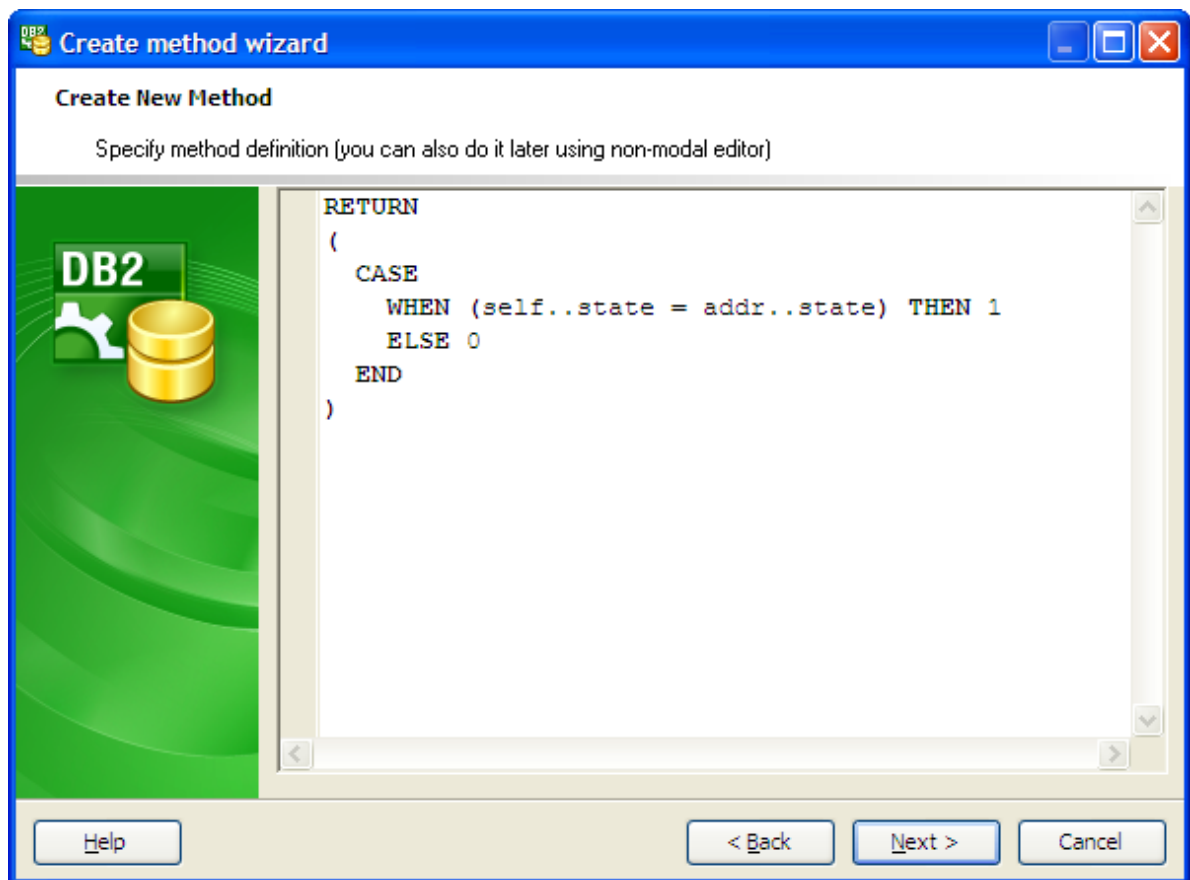 Create method wizard
Create New Method
Specify method definition (you can also do it later using non-modal editor)
DB2
RETURN
(
  CASE
    WHEN (self..state = addr..state) THEN 1
    ELSE 0
  END
)
Help
< Back
Next >
Cancel